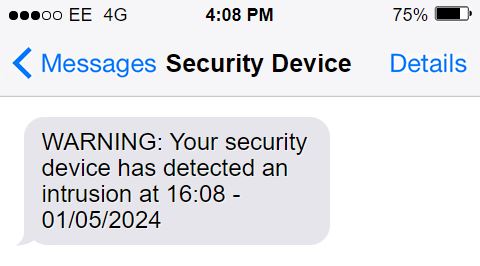 EE 4G 4:08 PM 75%
Messages Security Device Details
WARNING: Your security
device has detected an
intrusion at 16:08 -
01/05/2024